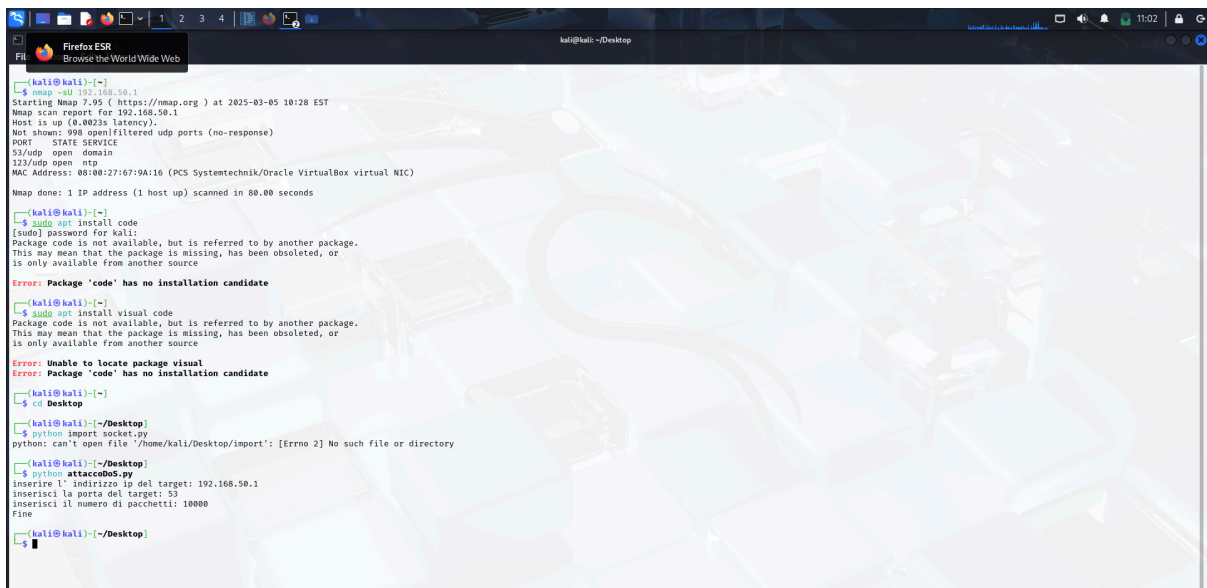 1 2 3 4
11:02
kali@kali: ~/Desktop
Fil
Firefox ESR
Browse the World Wide Web
(kali㉿kali)-[~]
$ nmap -sU 192.168.50.1
Starting Nmap 7.95 ( https://nmap.org ) at 2025-03-05 10:28 EST
Nmap scan report for 192.168.50.1
Host is up (0.0023s latency).
Not shown: 998 open|filtered udp ports (no-response)
PORT    STATE SERVICE
53/udp  open  domain
123/udp open  ntp
MAC Address: 08:00:27:67:9A:16 (PCS Systemtechnik/Oracle VirtualBox virtual NIC)
Nmap done: 1 IP address (1 host up) scanned in 80.00 seconds
(kali㉿kali)-[~]
$ sudo apt install code
[sudo] password for kali:
Package code is not available, but is referred to by another package.
This may mean that the package is missing, has been obsoleted, or
is only available from another source
Error: Package 'code' has no installation candidate
(kali㉿kali)-[~]
$ sudo apt install visual code
Package code is not available, but is referred to by another package.
This may mean that the package is missing, has been obsoleted, or
is only available from another source
Error: Unable to locate package visual
Error: Package 'code' has no installation candidate
(kali㉿kali)-[~]
$ cd Desktop
(kali㉿kali)-[~/Desktop]
$ python import socket.py
python: can't open file '/home/kali/Desktop/import': [Errno 2] No such file or directory
(kali㉿kali)-[~/Desktop]
$ python attaccoDoS.py
inserire l' indirizzo ip del target: 192.168.50.1
inserisci la porta del target: 53
inserisci il numero di pacchetti: 10000
Fine
(kali㉿kali)-[~/Desktop]
$